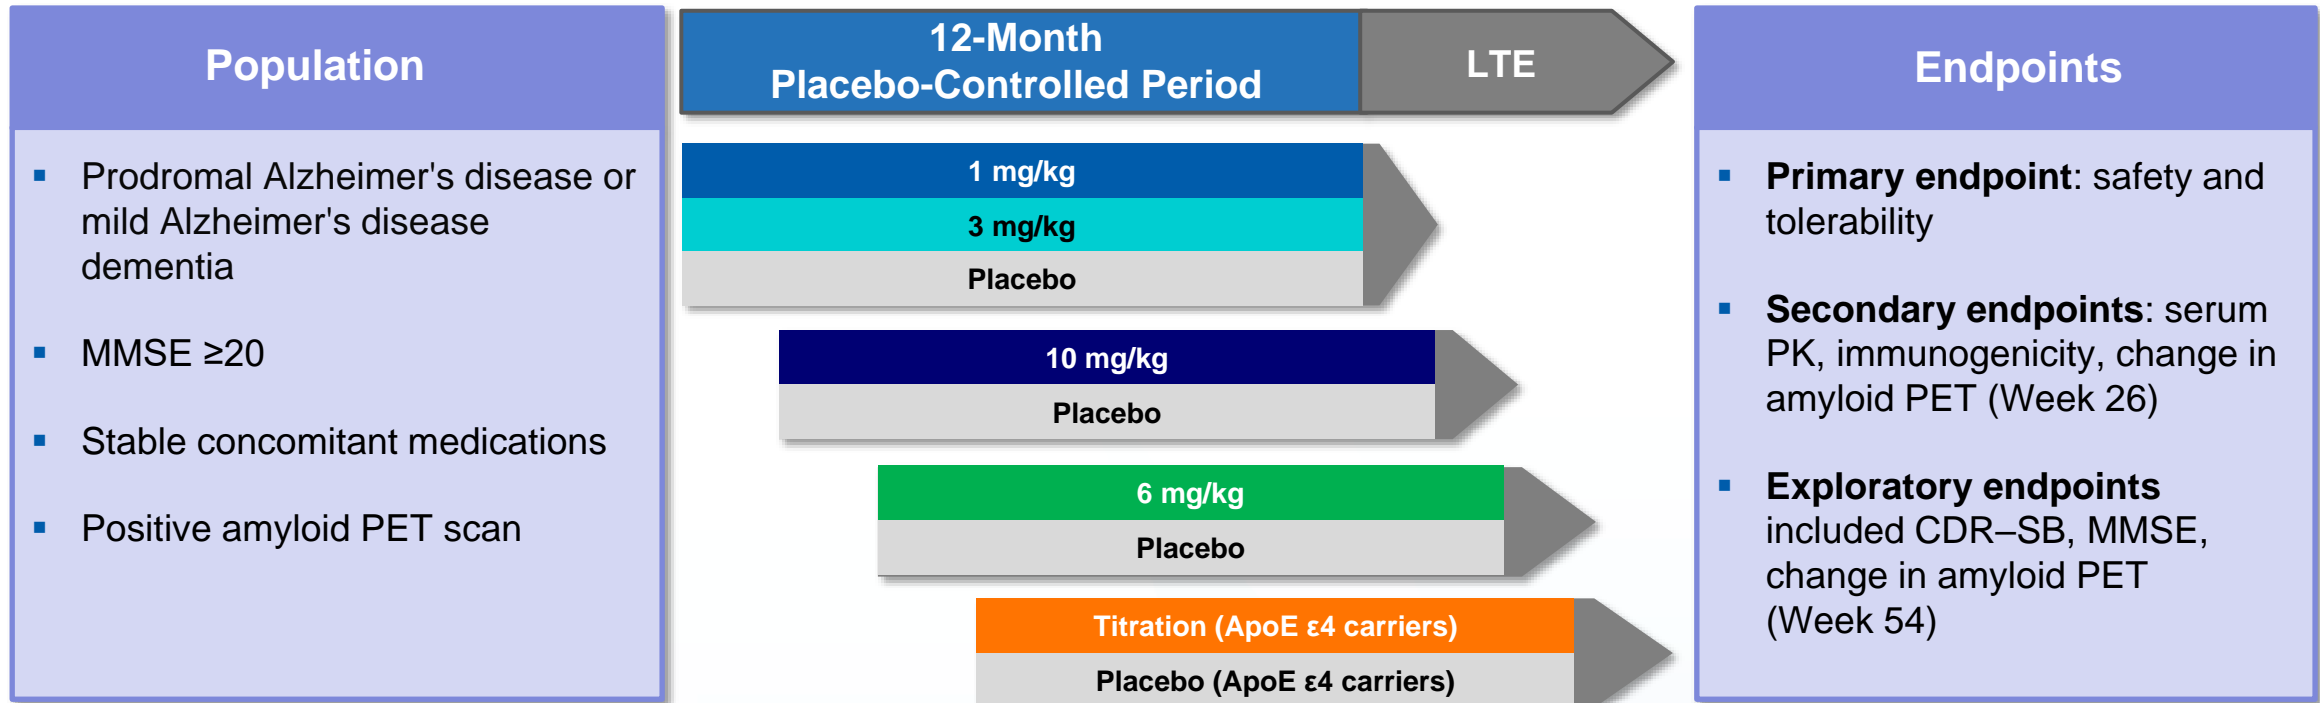 Population
▪ Prodromal Alzheimer's disease or
mild Alzheimer's disease
dementia
▪ MMSE ≥20
▪ Stable concomitant medications
▪ Positive amyloid PET scan
12-Month
Placebo-Controlled Period
LTE
1 mg/kg
3 mg/kg
Placebo
10 mg/kg
Placebo
6 mg/kg
Placebo
Titration (ApoE ε4 carriers)
Placebo (ApoE ε4 carriers)
Endpoints
▪ Primary endpoint: safety and
tolerability
▪ Secondary endpoints: serum
PK, immunogenicity, change in
amyloid PET (Week 26)
▪ Exploratory endpoints
included CDR–SB, MMSE,
change in amyloid PET
(Week 54)